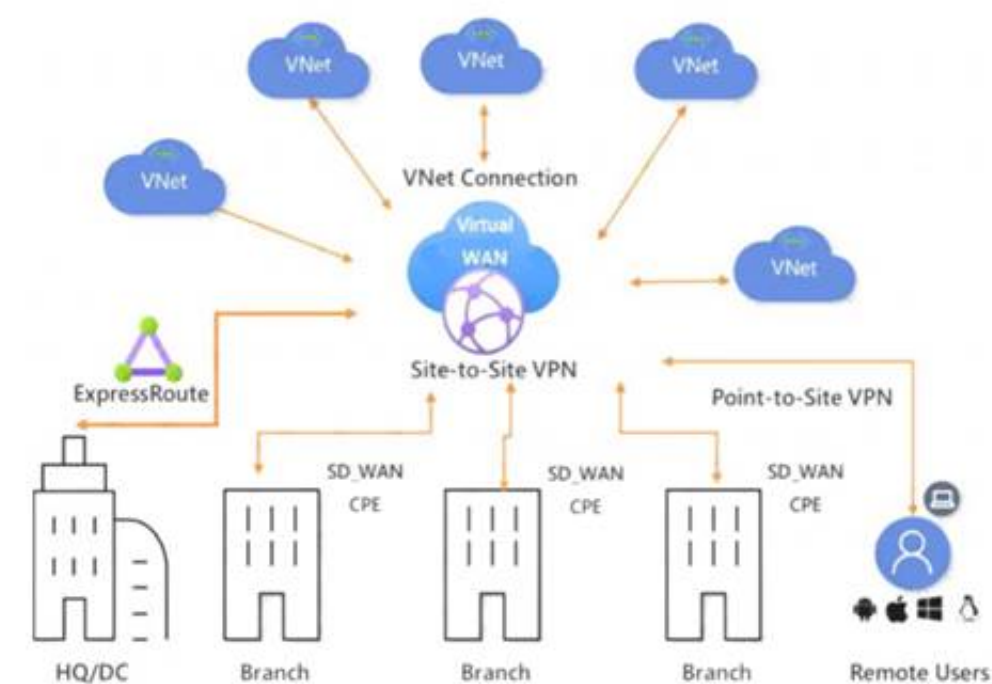 VNet
VNet
VNet
VNet
VNet Connection
Virtual
WAN
VNet
Site-to-Site VPN
ExpressRoute
Point-to-Site VPN
SD_WAN
CPE
SD_WAN
CPE
SD_WAN
CPE
HQ/DC
Branch
Branch
Branch
Remote Users